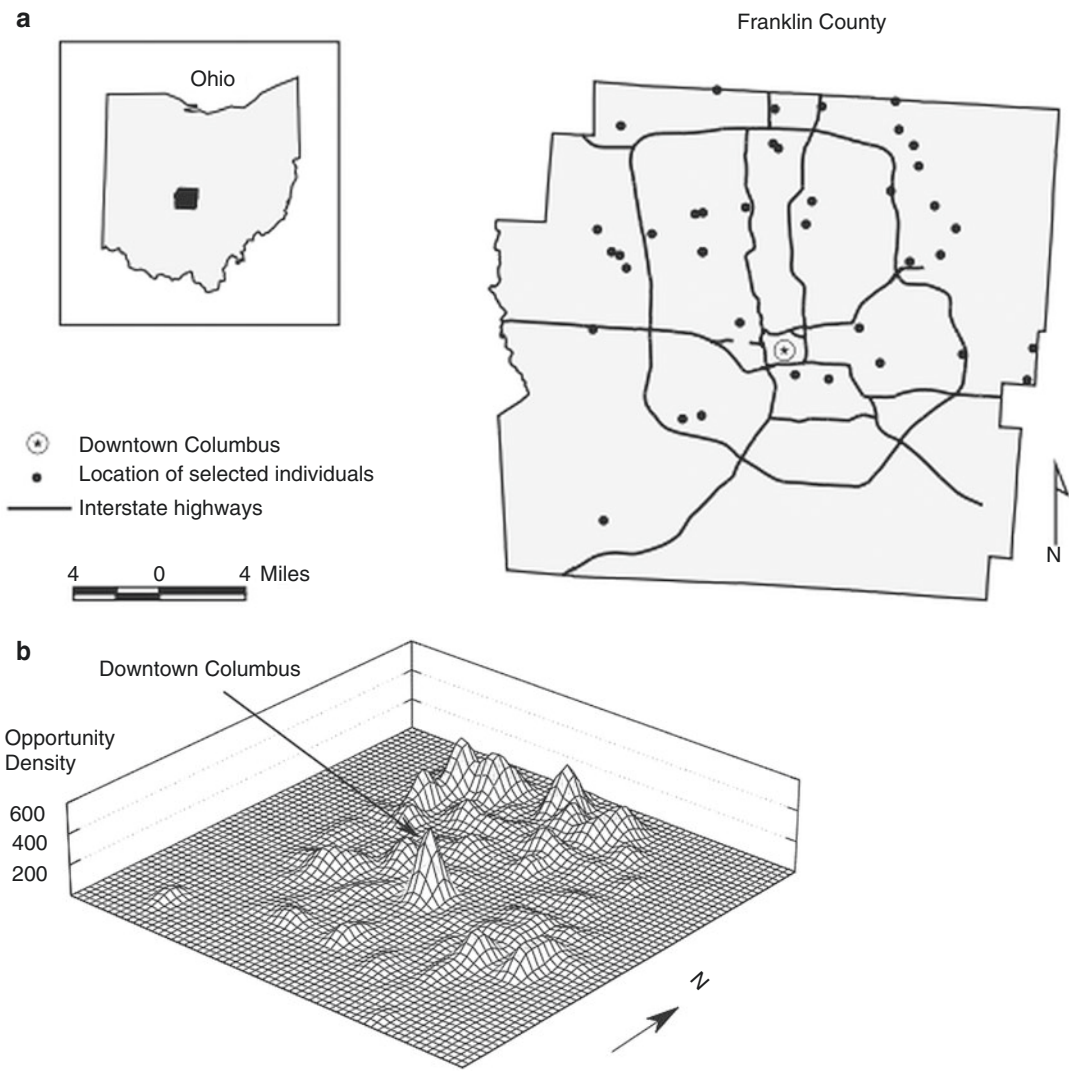 a
Franklin County
Ohio
Downtown Columbus
Location of selected individuals
Interstate highways
4 0 4 Miles
N
b
Downtown Columbus
Opportunity
Density
600
400
200
N